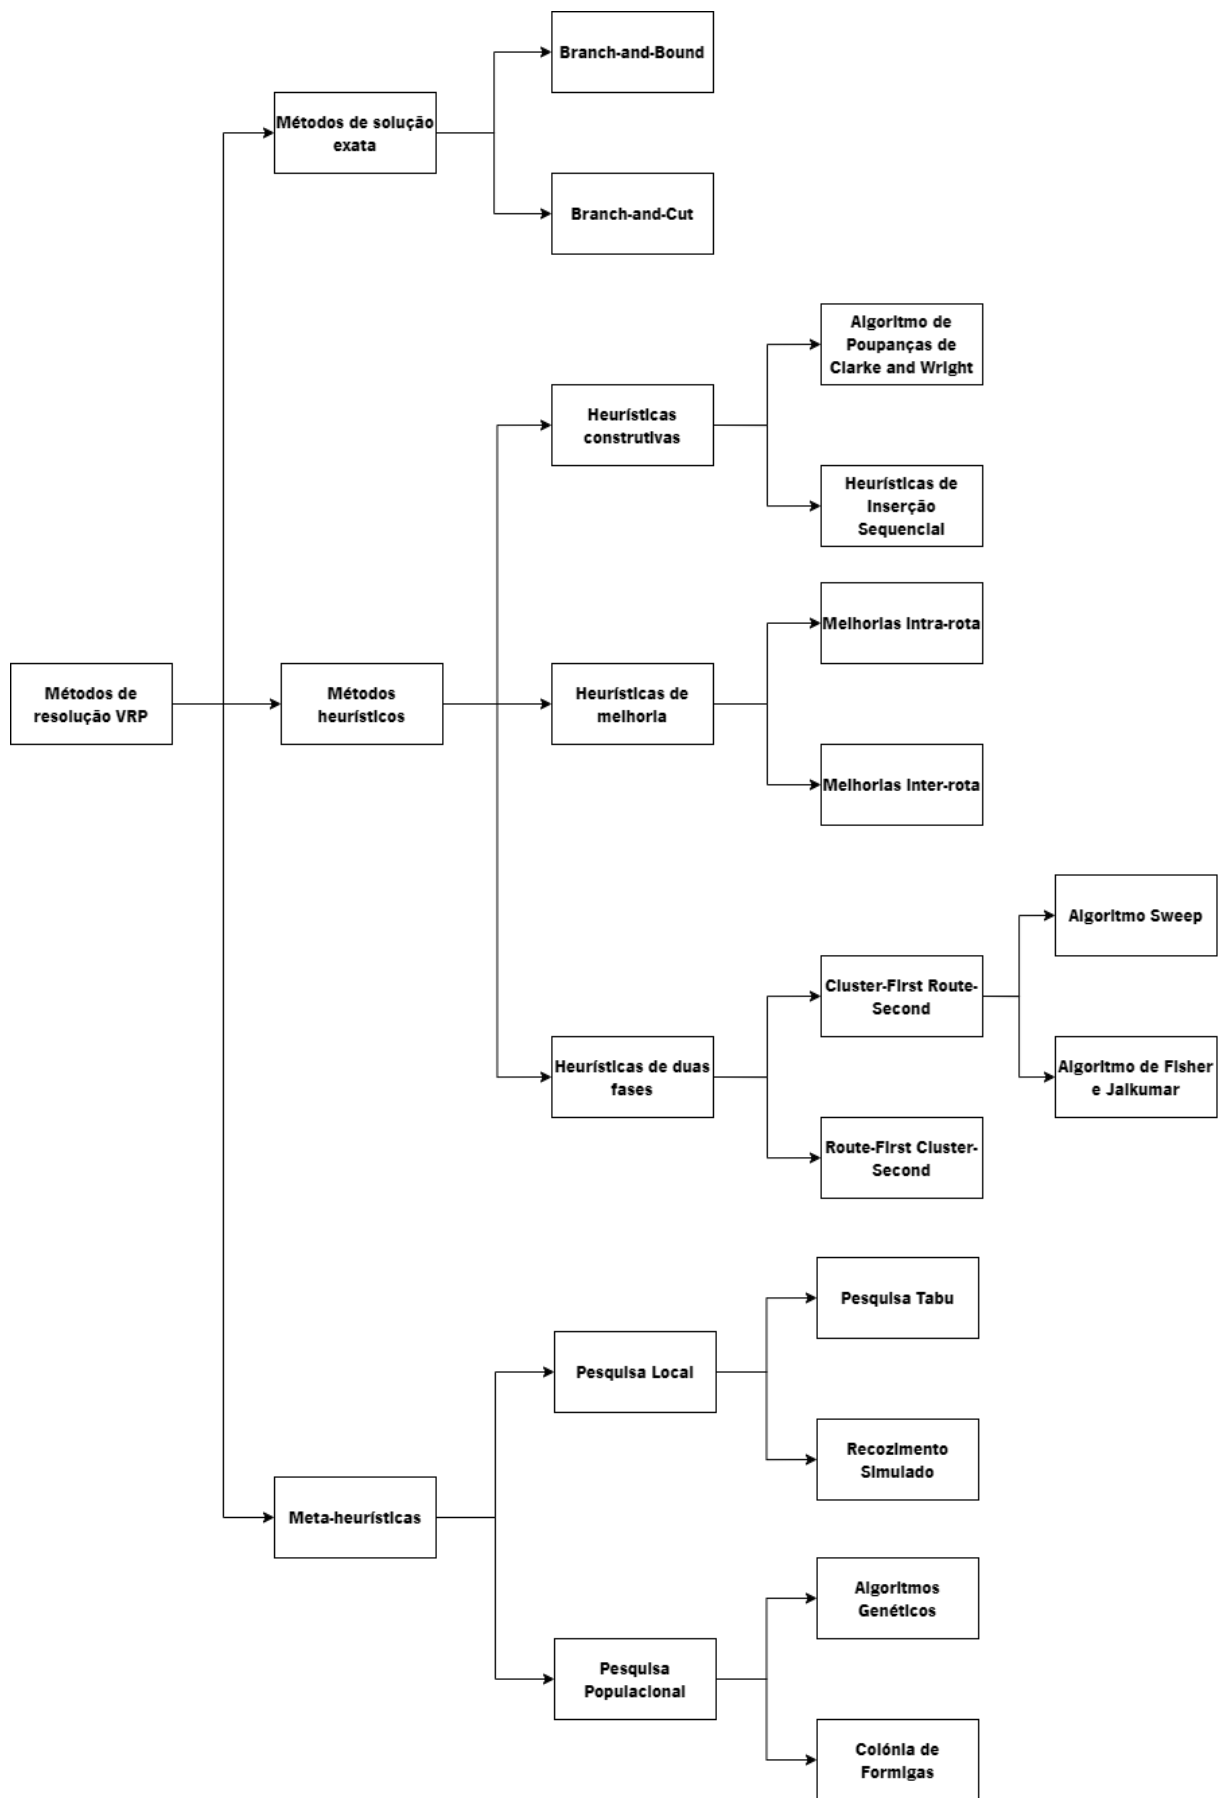 Branch-and-Bound
Métodos de solução
exata
Branch-and-Cut
Algoritmo de
Poupanças de
Clarke and Wright
Heurísticas
construtivas
Heurísticas de
Inserção
Sequencial
Melhorias Intra-rota
Métodos de
resolução VRP
Métodos
heurísticos
Heurísticas de
melhoria
Melhorias Inter-rota
Algoritmo Sweep
Cluster-First Route-
Second
Heurísticas de duas
fases
Algoritmo de Fisher
e Jaikumar
Route-First Cluster-
Second
Pesquisa Tabu
Pesquisa Local
Recozimento
Simulado
Meta-heurísticas
Algoritmos
Genéticos
Pesquisa
Populacional
Colónia de
Formigas